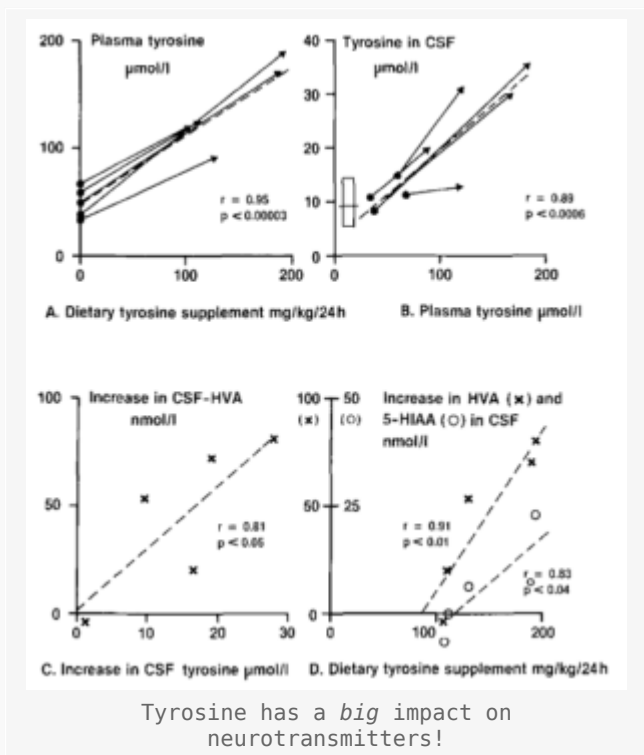 200
Plasma tyrosine
µmol/l
100
0
0
100
200
r = 0.95
p < 0.00003
A. Dietary tyrosine supplement mg/kg/24h
40
Tyrosine in CSF
µmol/l
30
20
10
0
0
100
200
r = 0.89
p < 0.0006
B. Plasma tyrosine µmol/l
100
Increase in CSF-HVA
nmol/l
50
0
0
10
20
30
r = 0.81
p < 0.05
C. Increase in CSF tyrosine µmol/l
100 50
(x) (O)
Increase in HVA (x) and
5-HIAA (O) in CSF
nmol/l
50 25
0
100
200
r = 0.91
p < 0.01
r = 0.83
p < 0.04
D. Dietary tyrosine supplement mg/kg/24h
Tyrosine has a big impact on
neurotransmitters!